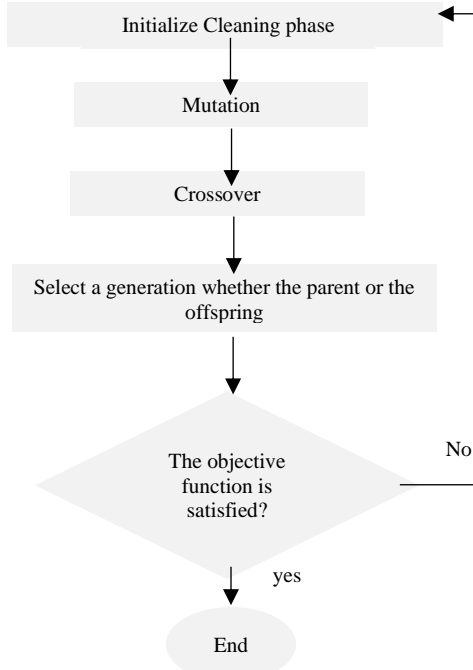 Initialize Cleaning phase
Mutation
Crossover
Select a generation whether the parent or the
offspring
The objective
function is
satisfied?
No
yes
End